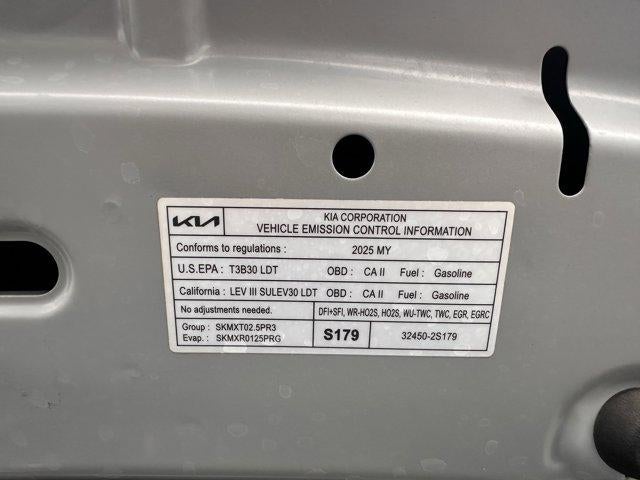 KIA KIA CORPORATION
VEHICLE EMISSION CONTROL INFORMATION
Conforms to regulations : 2025 MY
U.S.EPA : T3B30 LDT OBD : CA II Fuel : Gasoline
California : LEV III SULEV30 LDT OBD : CA II Fuel : Gasoline
No adjustments needed. DFI+SFI, WR-HO2S, HO2S, WU-TWC, TWC, EGR, EGRC
Group : SKMXT02.5PR3
Evap. : SKMXR0125PRG
S179 32450-2S179